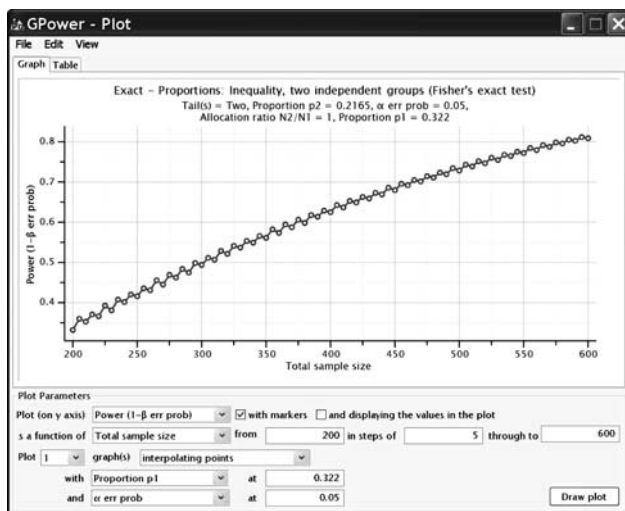 GPower - Plot
File Edit View
Graph Table
Exact – Proportions: Inequality, two independent groups (Fisher's exact test)
Tail(s) = Two, Proportion p2 = 0.2165, α err prob = 0.05,
Allocation ratio N2/N1 = 1, Proportion p1 = 0.322
0.8
0.7
0.6
0.5
0.4
Power (1-β err prob)
200 250 300 350 400 450 500 550 600
Total sample size
Plot Parameters
Plot (on y axis) Power (1-β err prob) with markers and displaying the values in the plot
s a function of Total sample size from 200 in steps of 5 through to 600
Plot 1 graph(s) interpolating points
with Proportion p1 at 0.322
and α err prob at 0.05
Draw plot